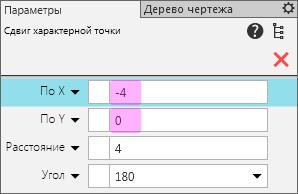 Параметры Дерево чертежа
Сдвиг характерной точки
По X -4
По Y 0
Расстояние 4
Угол 180